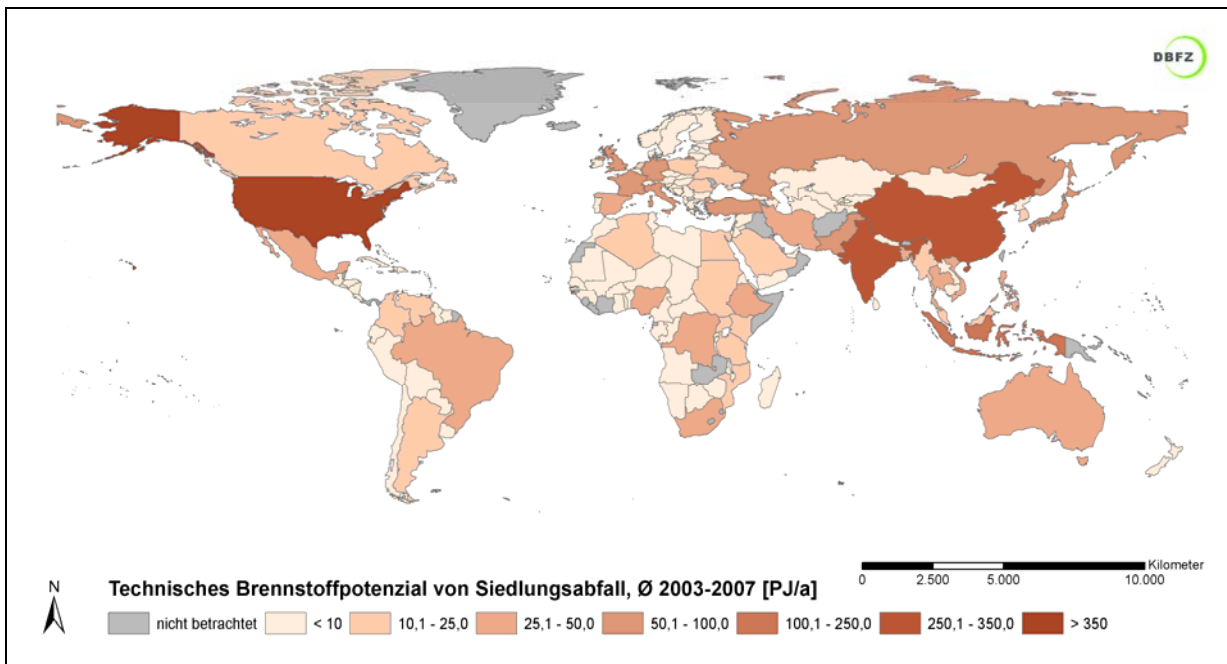 DBFZ
Kilometer
0 2.500 5.000 10.000
N
Technisches Brennstoffpotenzial von Siedlungsabfall, Ø 2003-2007 [PJ/a]
nicht betrachtet < 10 10,1 - 25,0 25,1 - 50,0 50,1 - 100,0 100,1 - 250,0 250,1 - 350,0 > 350